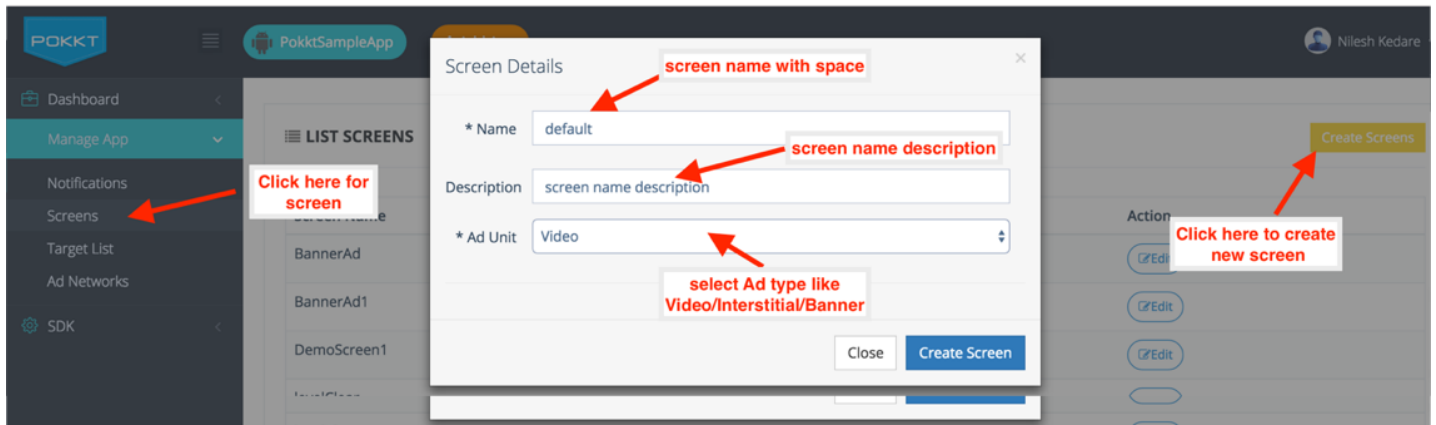 POKKT
PokktSampleApp
Nilesh Kedare
Dashboard
Manage App
Notifications
Screens
Target List
Ad Networks
SDK
Click here for
screen
LIST SCREENS
Create Screens
Screen Name
Action
BannerAd
Edit
BannerAd1
Edit
DemoScreen1
Edit
Click here to create
new screen
Screen Details
×
screen name with space
* Name
default
screen name description
Description
screen name description
* Ad Unit
Video
select Ad type like
Video/Interstitial/Banner
Close
Create Screen